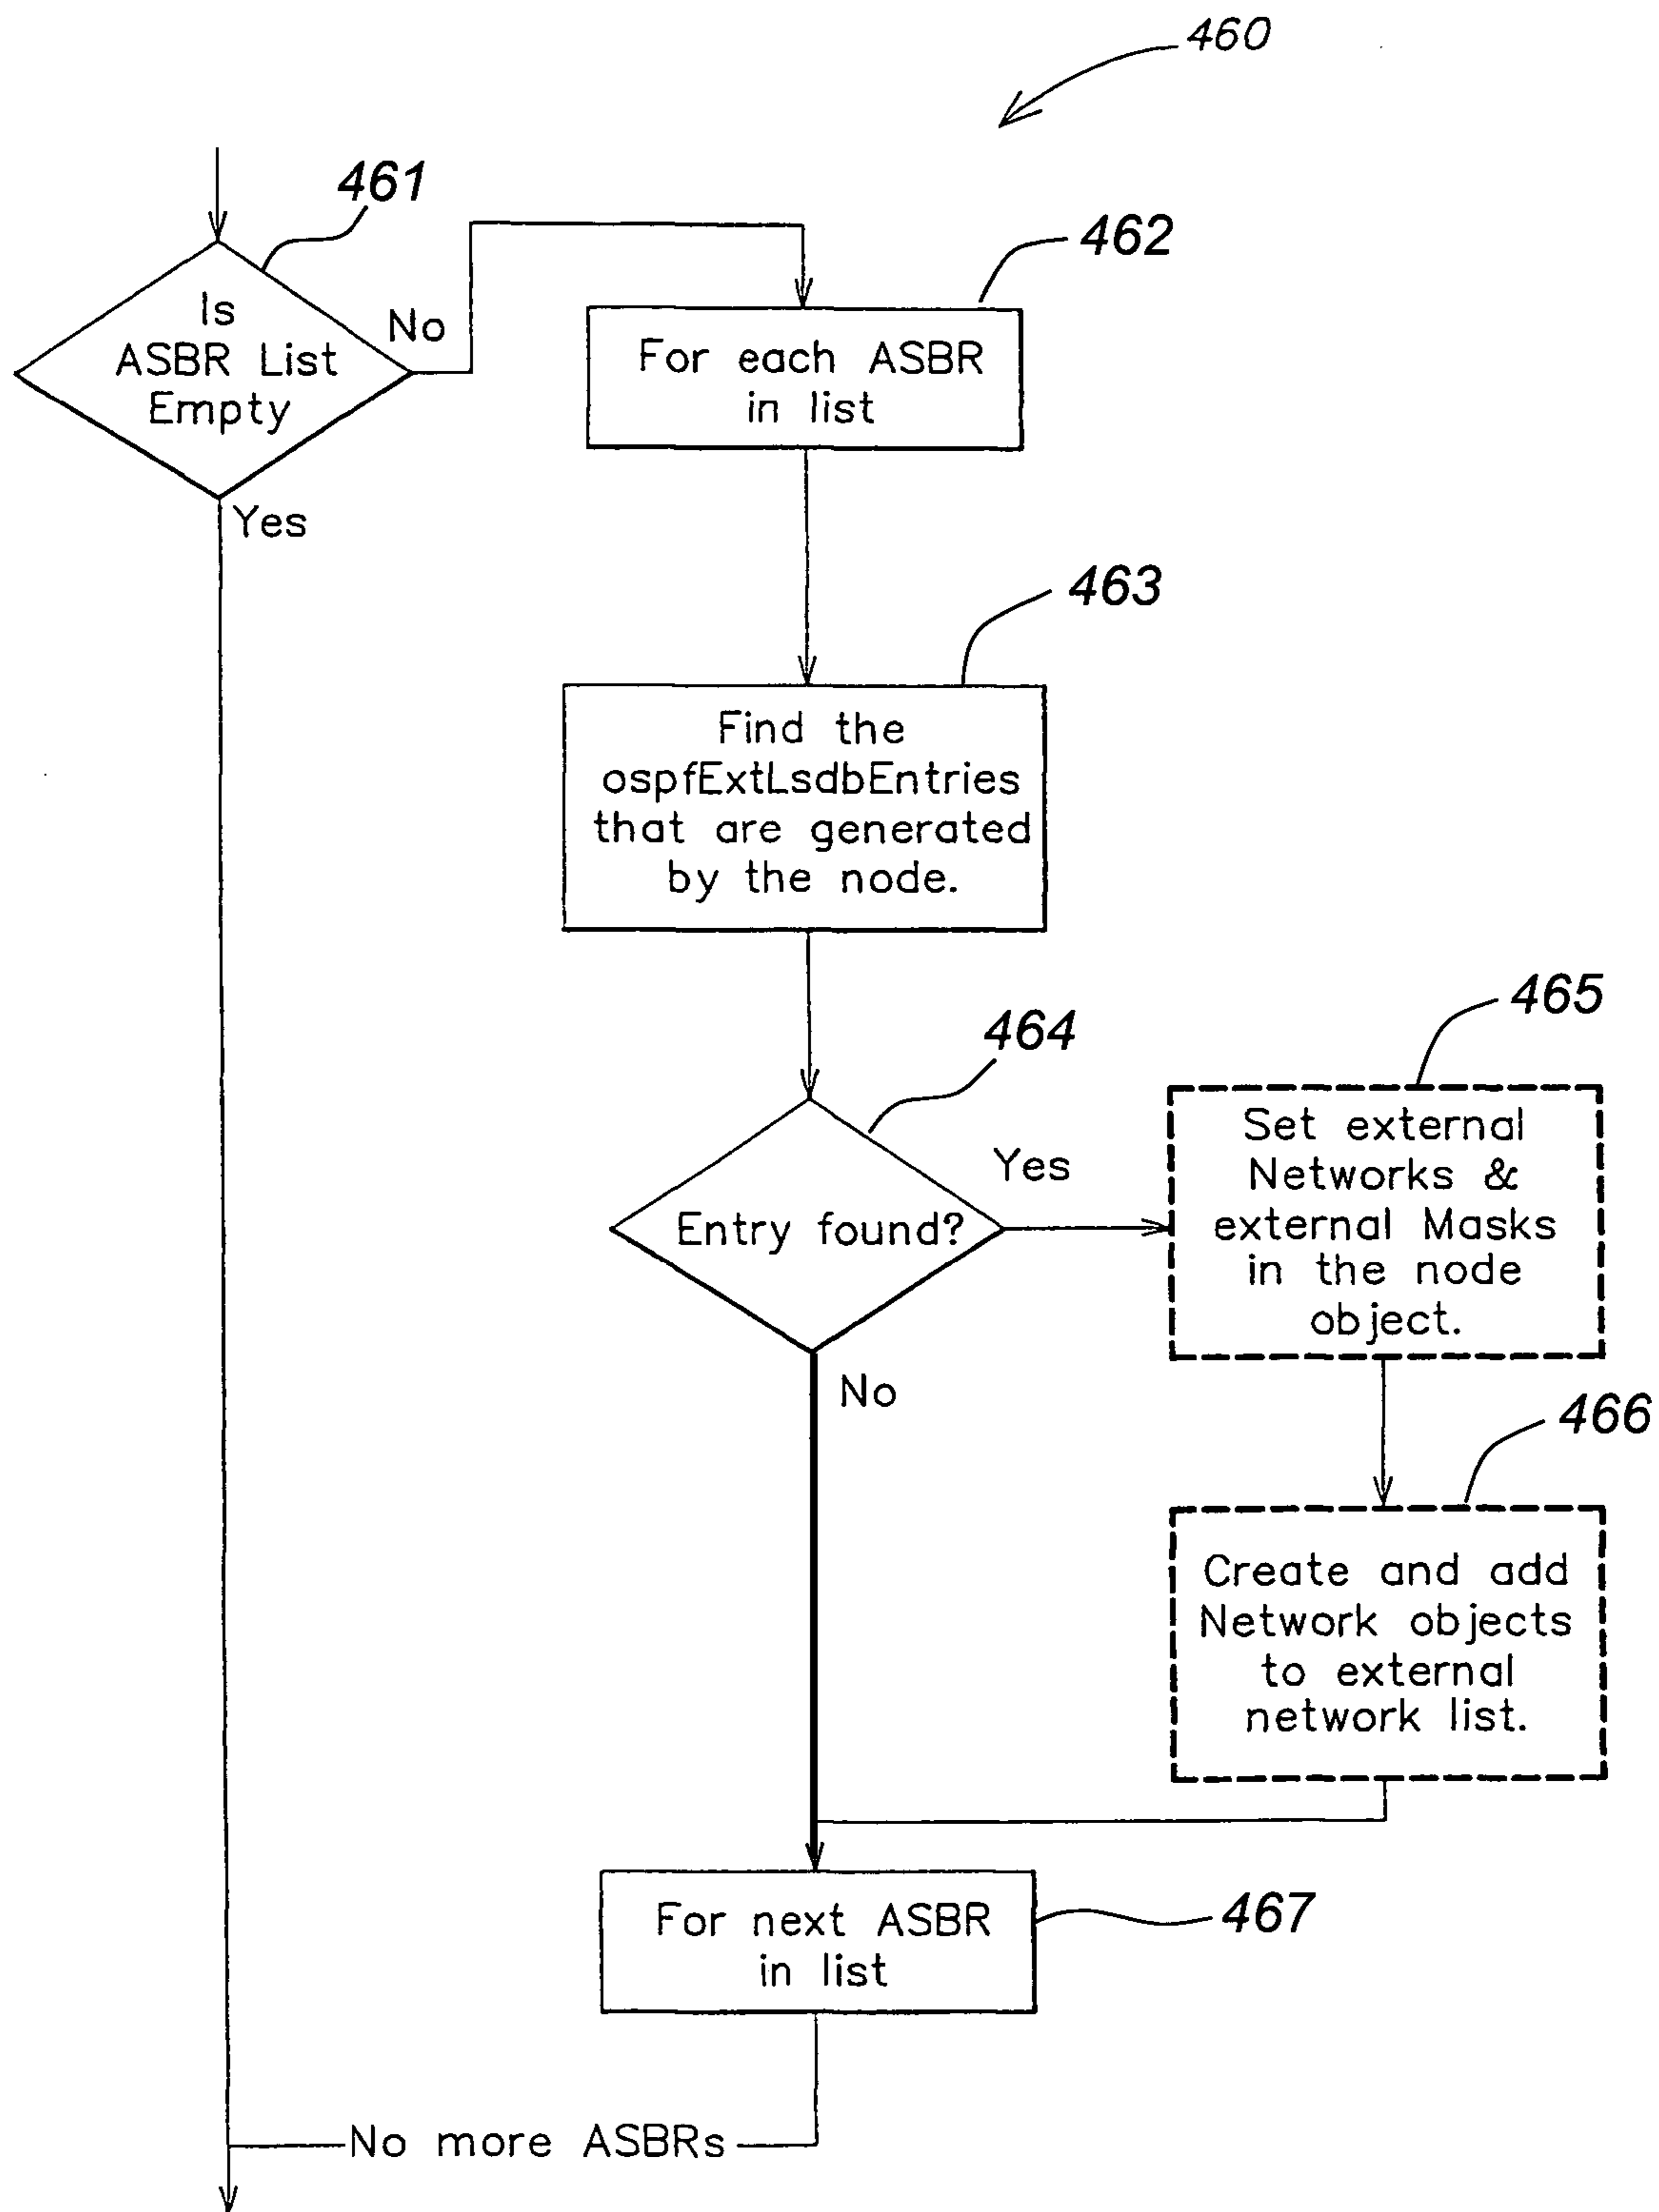 460
461
Is
ASBR List
Empty
No
Yes
462
For each ASBR
in list
463
Find the
ospfExtLsdbEntries
that are generated
by the node.
464
Entry found?
Yes
No
465
Set external
Networks &
external Masks
in the node
object.
466
Create and add
Network objects
to external
network list.
For next ASBR
in list
467
No more ASBRs